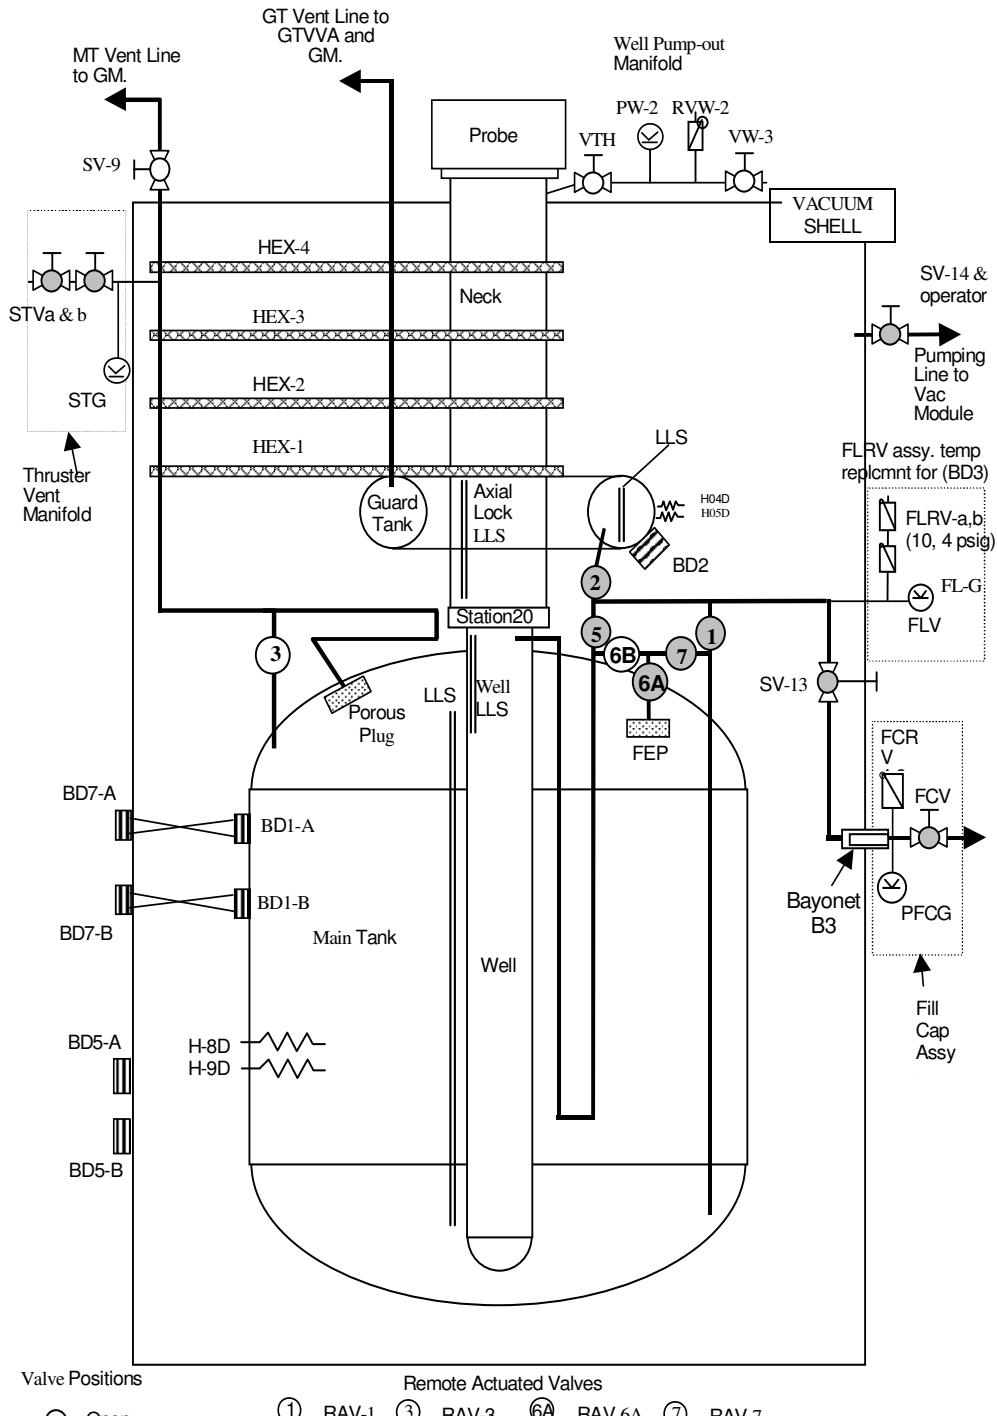 GT Vent Line to
GTVVA and
GM.
MT Vent Line
to GM.
Well Pump-out
Manifold
PW-2
RVW-2
Probe
VTH
VW-3
SV-9
VACUUM
SHELL
HEX-4
SV-14 &
operator
Neck
STVa & b
HEX-3
Pumping
Line to
Vac
Module
HEX-2
STG
LLS
HEX-1
FLRV assy. temp
replcmnt for (BD3)
Thruster
Vent
Manifold
Guard
Tank
Axial
Lock
LLS
H04D
H05D
FLRV-a,b
(10, 4 psig)
BD2
2
FL-G
Station20
FLV
5
1
3
6B
7
6A
SV-13
LLS
Well
LLS
Porous
Plug
FEP
FCR
V
BD7-A
FCV
BD1-A
BD1-B
Bayonet
B3
PFCG
BD7-B
Main Tank
Well
Fill
Cap
Assy
BD5-A
H-8D
H-9D
BD5-B
Valve Positions
Remote Actuated Valves
Open
1 RAV-1 3 RAV-3 6A RAV-6A 7 RAV-7